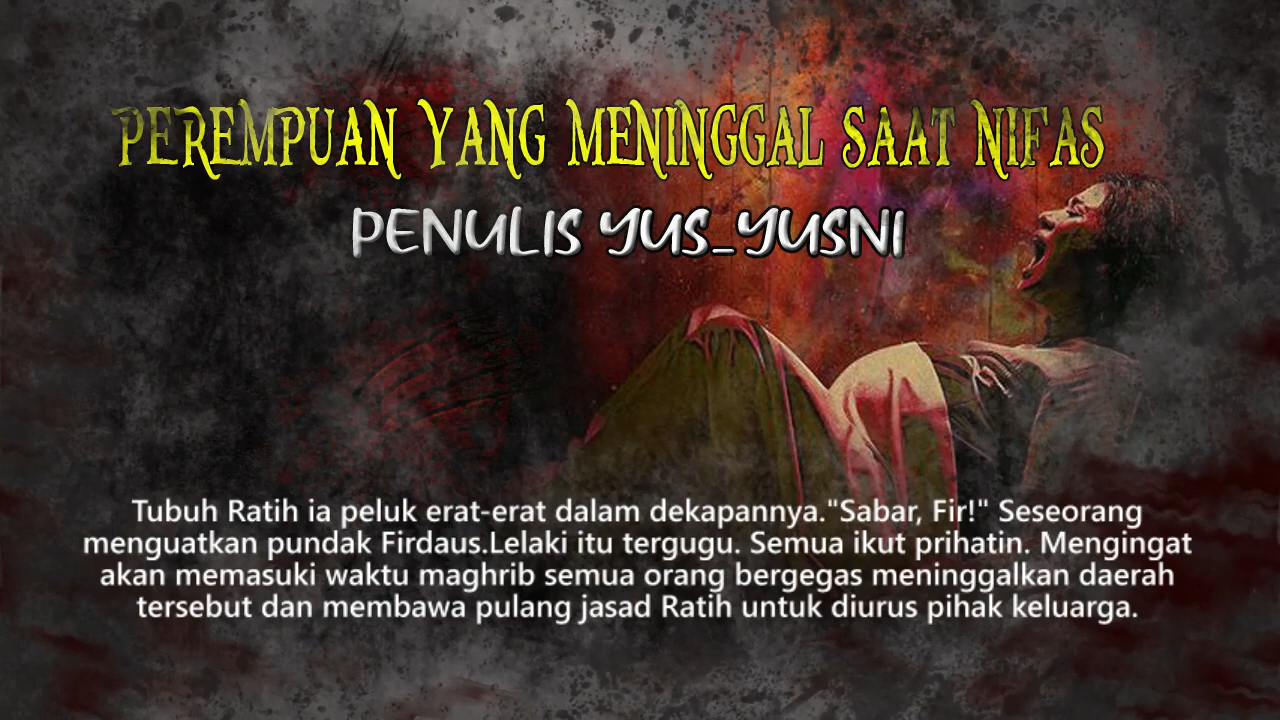 PEREMPUAN YANG MENINGGAL SAAT NIFAS
PENULIS YUS_YUSNI
Tubuh Ratih ia peluk erat-erat dalam dekapannya."Sabar, Fir!" Seseorang
menguatkan pundak Firdaus.Lelaki itu tergugu. Semua ikut prihatin. Mengingat
akan memasuki waktu maghrib semua orang bergegas meninggalkan daerah
tersebut dan membawa pulang jasad Ratih untuk diurus pihak keluarga.